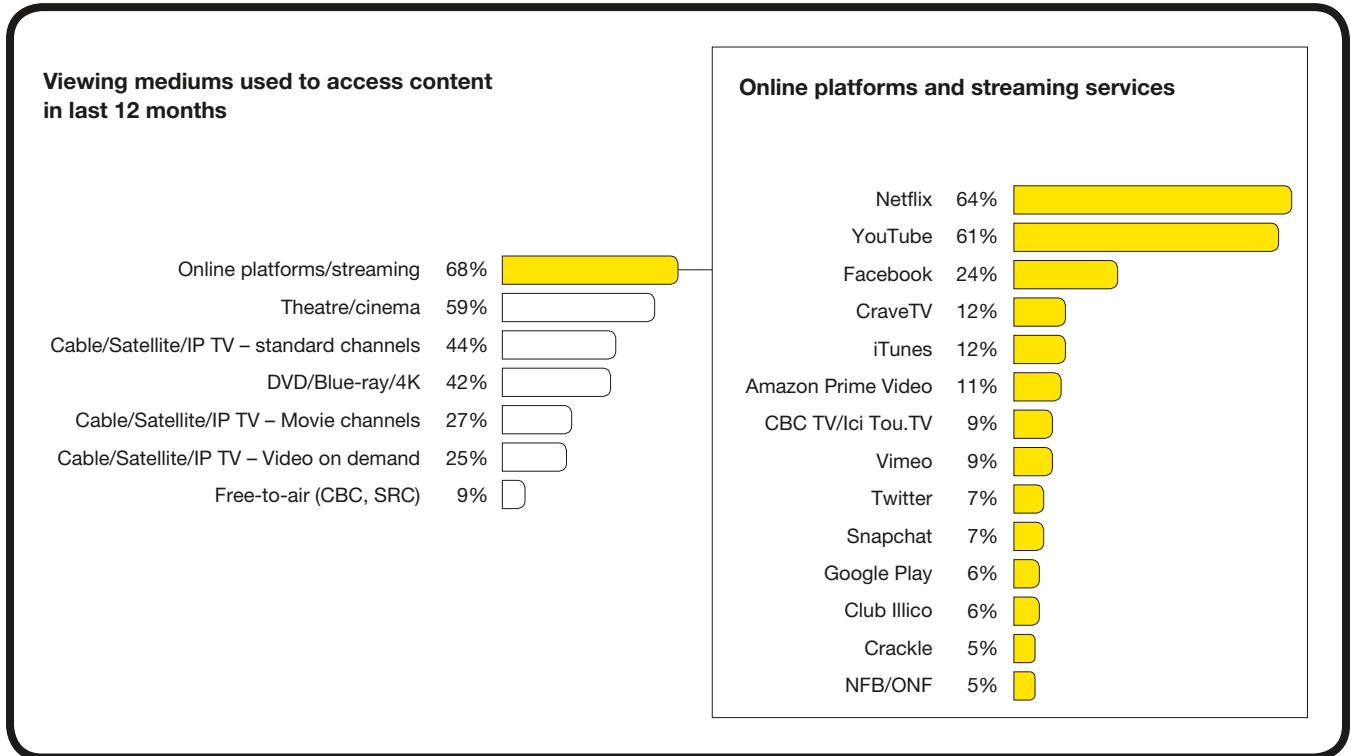 Viewing mediums used to access content
in last 12 months
Online platforms/streaming 68%
Theatre/cinema 59%
Cable/Satellite/IP TV – standard channels 44%
DVD/Blue-ray/4K 42%
Cable/Satellite/IP TV – Movie channels 27%
Cable/Satellite/IP TV – Video on demand 25%
Free-to-air (CBC, SRC) 9%
Online platforms and streaming services
Netflix 64%
YouTube 61%
Facebook 24%
CraveTV 12%
iTunes 12%
Amazon Prime Video 11%
CBC TV/Ici Tou.TV 9%
Vimeo 9%
Twitter 7%
Snapchat 7%
Google Play 6%
Club Illico 6%
Crackle 5%
NFB/ONF 5%